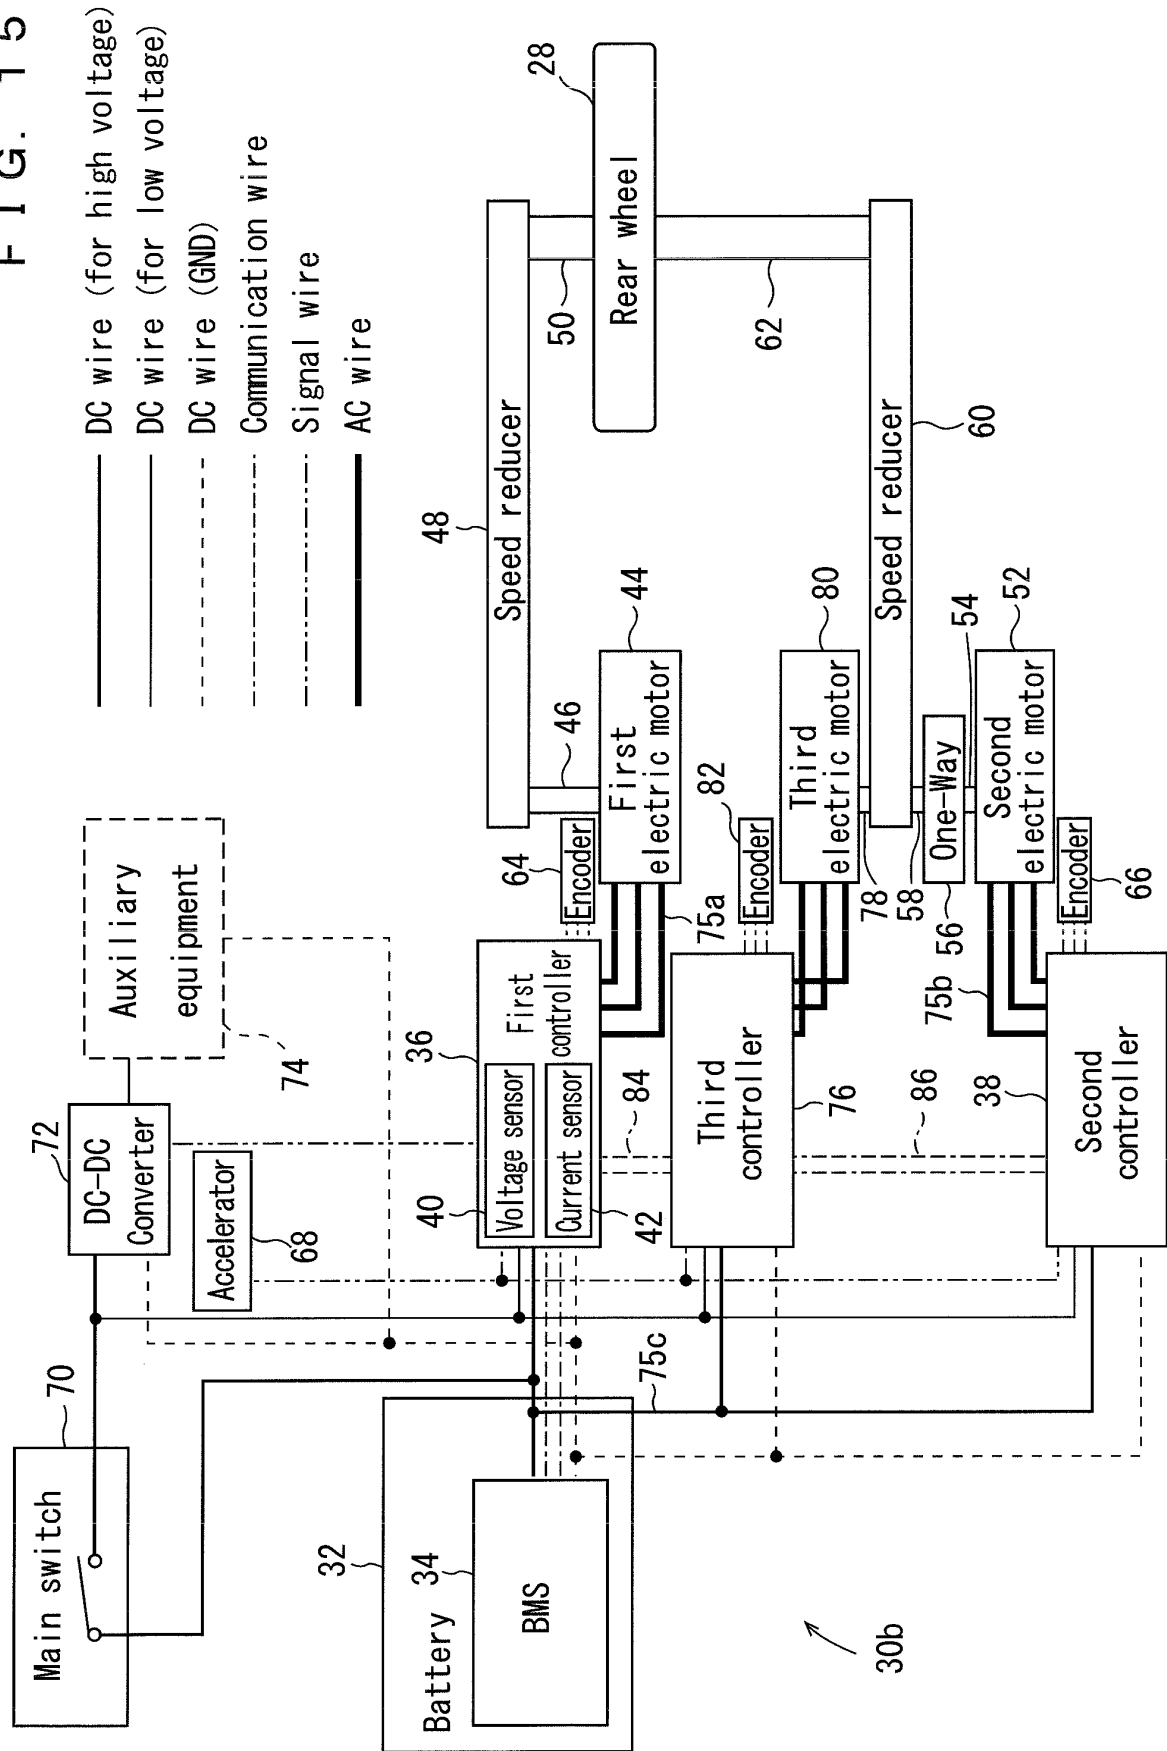 FIG. 15
DC wire (for high voltage)
DC wire (for low voltage)
DC wire (GND)
Communication wire
Signal wire
AC wire
Main switch
70
72
DC-DC
Converter
Auxiliary
equipment
74
Accelerator
68
32
Battery
34
BMS
36
First
controller
40
Voltage sensor
Current sensor
42
64
Encoder
46
48
Speed reducer
First
electric motor
44
75a
50
28
Rear wheel
62
84
Third
controller
76
82
Encoder
Third
electric motor
80
78
58
Speed reducer
60
One-Way
56
54
75c
86
38
Second
controller
75b
Second
electric motor
52
Encoder
66
30b